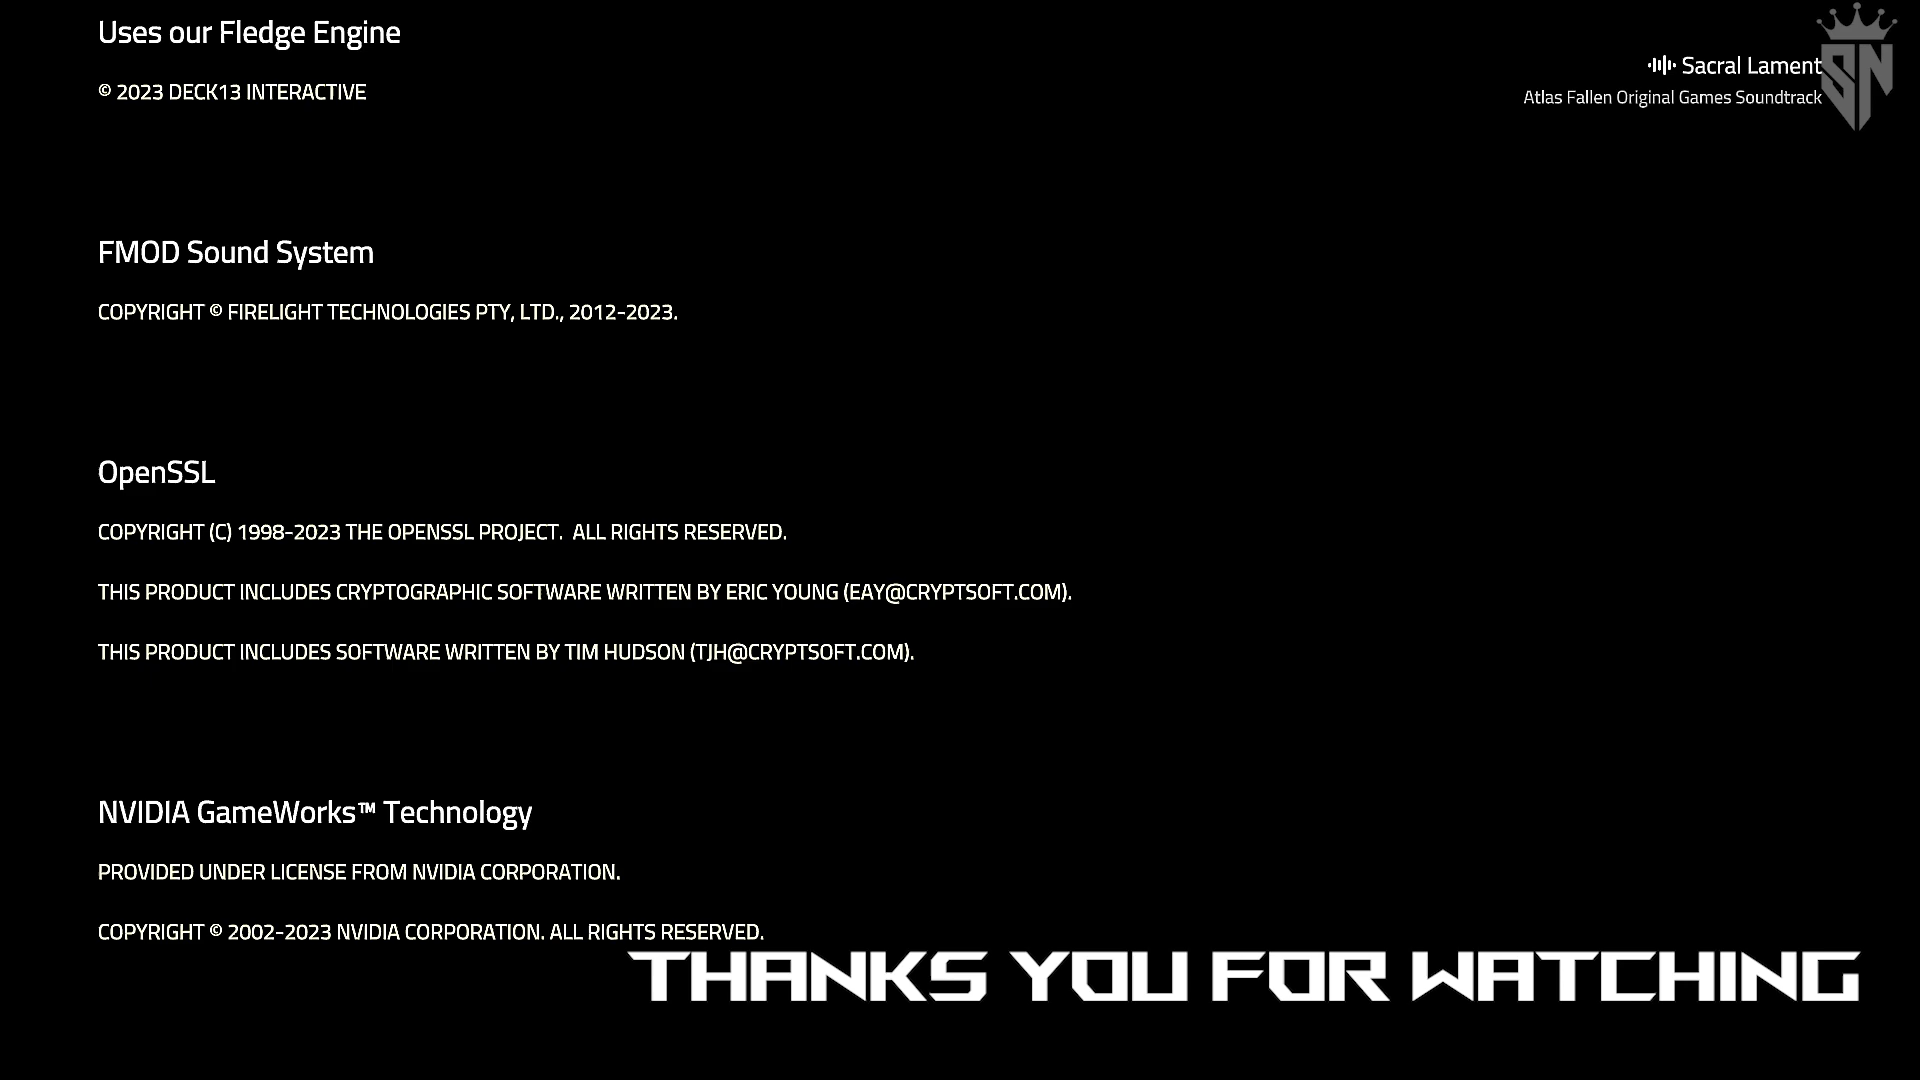 Uses our Fledge Engine
© 2023 DECK13 INTERACTIVE
Sacral Lament
Atlas Fallen Original Games Soundtrack
SN
FMOD Sound System
COPYRIGHT © FIRELIGHT TECHNOLOGIES PTY, LTD., 2012-2023.
OpenSSL
COPYRIGHT (C) 1998-2023 THE OPENSSL PROJECT.  ALL RIGHTS RESERVED.
THIS PRODUCT INCLUDES CRYPTOGRAPHIC SOFTWARE WRITTEN BY ERIC YOUNG (EAY@CRYPTSOFT.COM).
THIS PRODUCT INCLUDES SOFTWARE WRITTEN BY TIM HUDSON (TJH@CRYPTSOFT.COM).
NVIDIA GameWorks™ Technology
PROVIDED UNDER LICENSE FROM NVIDIA CORPORATION.
COPYRIGHT © 2002-2023 NVIDIA CORPORATION. ALL RIGHTS RESERVED.
THANKS YOU FOR WATCHING